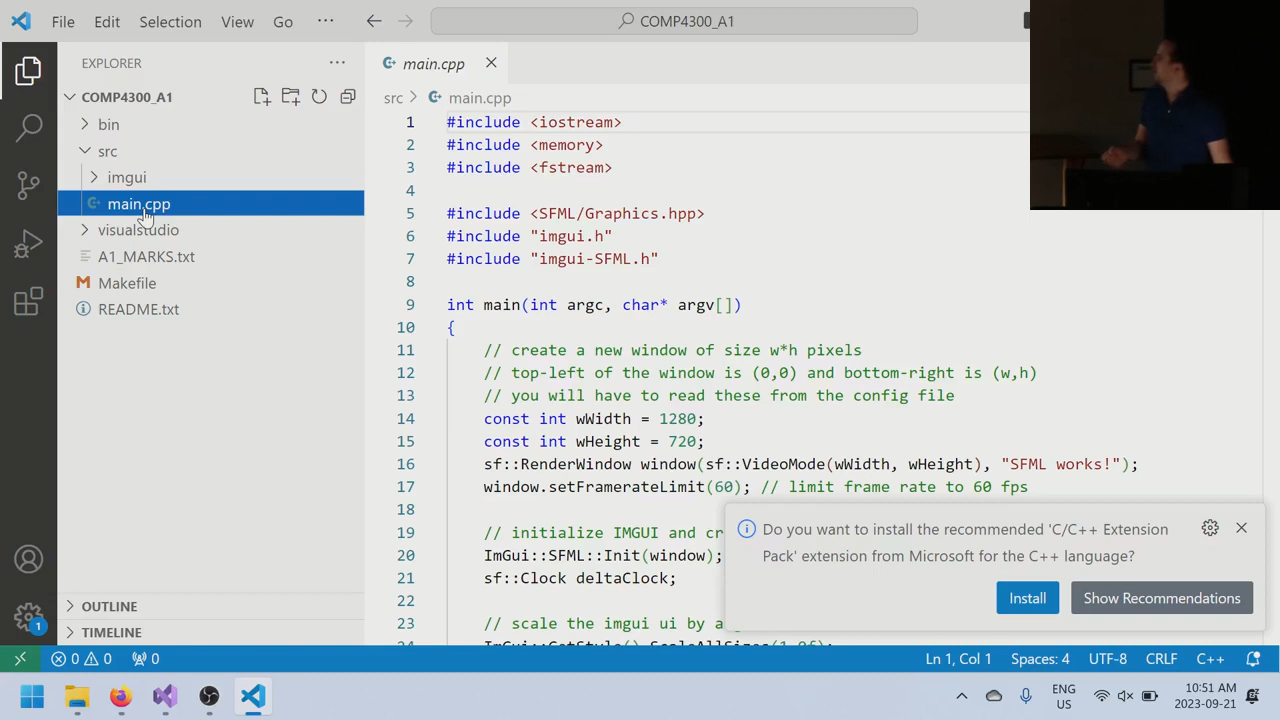 File Edit Selection View Go ···
COMP4300_A1
EXPLORER
COMP4300_A1
bin
src
imgui
main.cpp
visualstudio
A1_MARKS.txt
Makefile
README.txt
OUTLINE
TIMELINE
main.cpp
src > main.cpp
1 #include <iostream>
2 #include <memory>
3 #include <fstream>
4
5 #include <SFML/Graphics.hpp>
6 #include "imgui.h"
7 #include "imgui-SFML.h"
8
9 int main(int argc, char* argv[])
10 {
11 // create a new window of size w*h pixels
12 // top-left of the window is (0,0) and bottom-right is (w,h)
13 // you will have to read these from the config file
14 const int wWidth = 1280;
15 const int wHeight = 720;
16 sf::RenderWindow window(sf::VideoMode(wWidth, wHeight), "SFML works!");
17 window.setFramerateLimit(60); // limit frame rate to 60 fps
18
19 // initialize IMGUI and cr
20 ImGui::SFML::Init(window);
21 sf::Clock deltaClock;
22
23 // scale the imgui ui by a
24
Do you want to install the recommended 'C/C++ Extension
Pack' extension from Microsoft for the C++ language?
Install
Show Recommendations
1
0 0 0
Ln 1, Col 1 Spaces: 4 UTF-8 CRLF C++
ENG
US
10:51 AM
2023-09-21